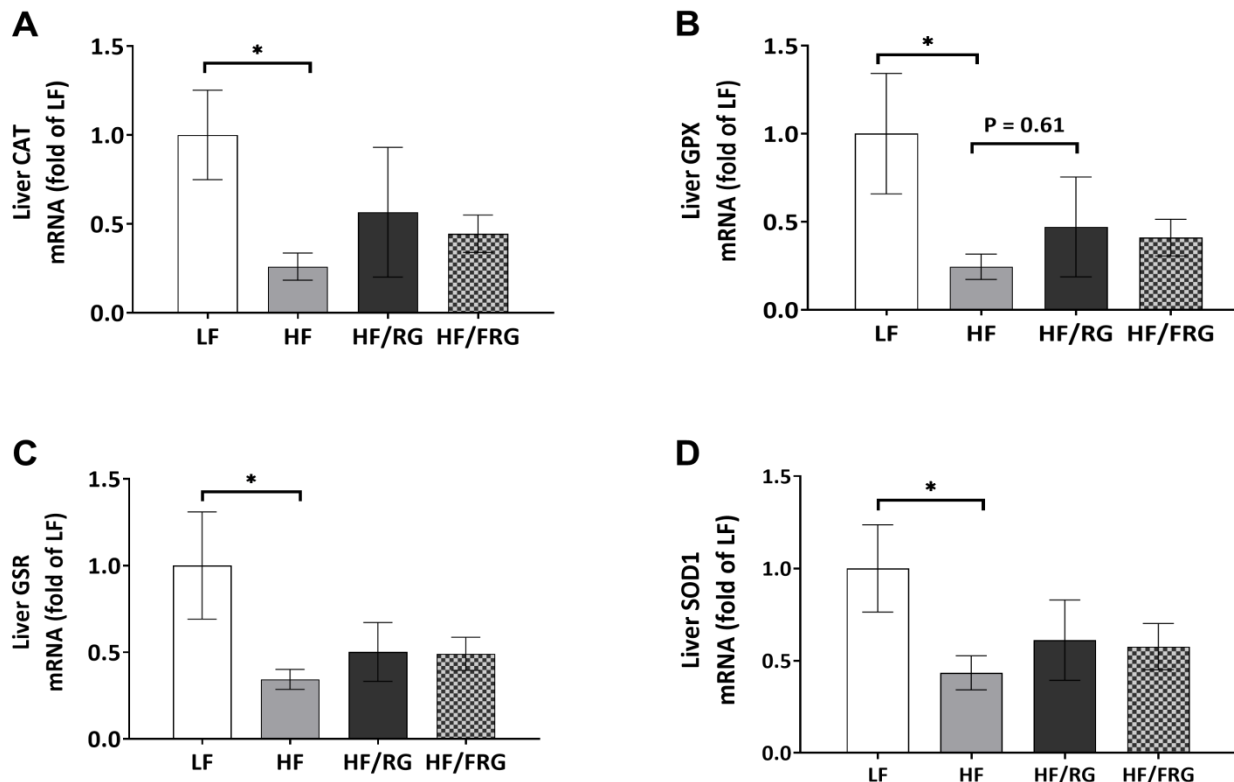 A
Liver CAT
mRNA (fold of LF)
1.5
1.0
0.5
0.0
*
LF HF HF/RG HF/FRG
B
Liver GPX
mRNA (fold of LF)
1.5
1.0
0.5
0.0
*
P = 0.61
LF HF HF/RG HF/FRG
C
Liver GSR
mRNA (fold of LF)
1.5
1.0
0.5
0.0
*
LF HF HF/RG HF/FRG
D
Liver SOD1
mRNA (fold of LF)
1.5
1.0
0.5
0.0
*
LF HF HF/RG HF/FRG